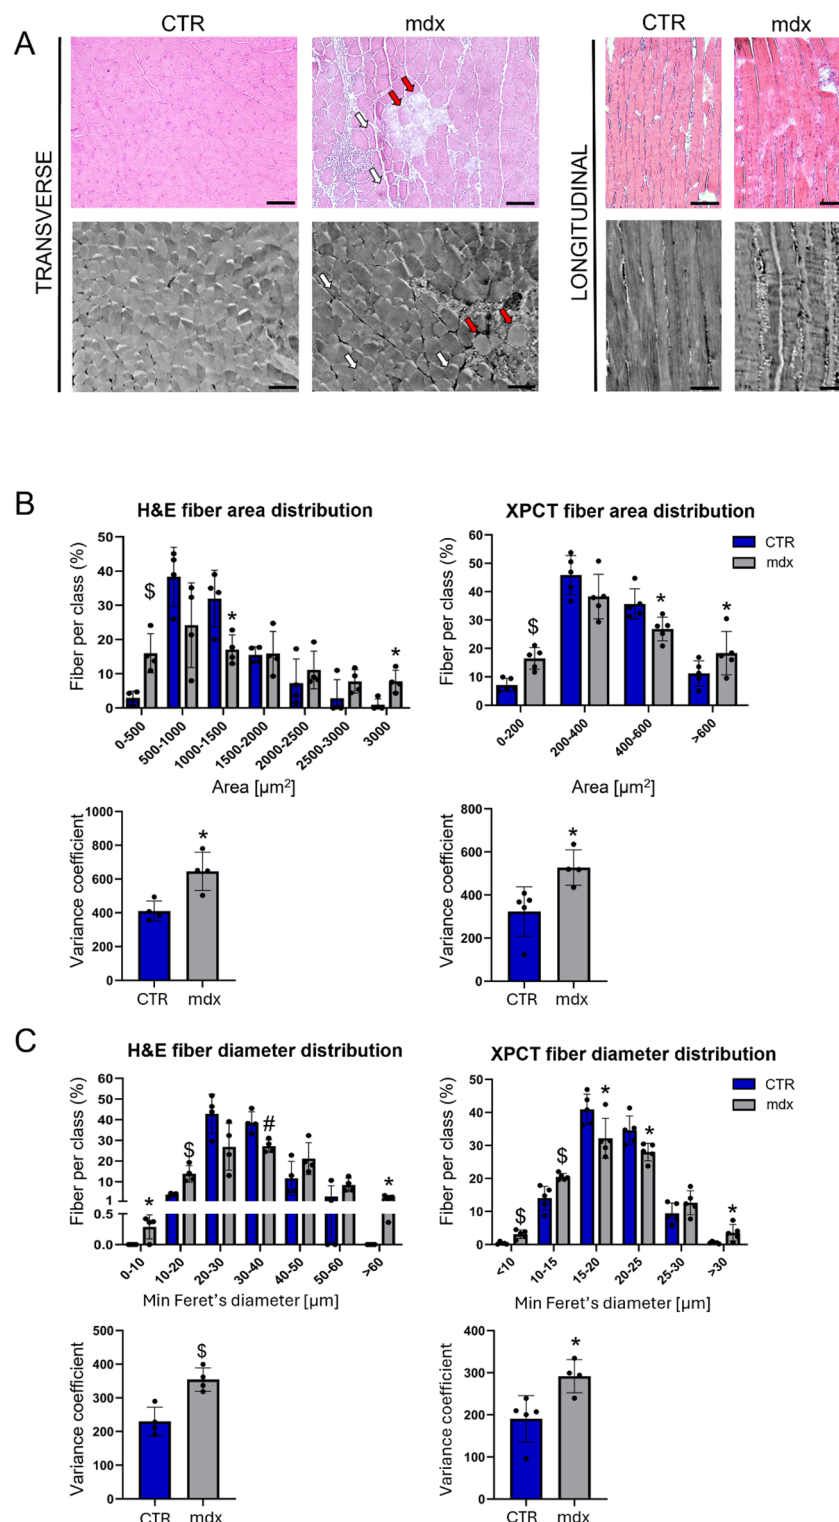 A
CTR
mdx
CTR
mdx
TRANSVERSE
LONGITUDINAL
B
H&E fiber area distribution
Fiber per class (%)
50
40
30
20
10
0
$
*
*
0-500
500-1000
1000-1500
1500-2000
2000-2500
2500-3000
3000
Area [µm²]
XPCT fiber area distribution
CTR
mdx
Fiber per class (%)
60
50
40
30
20
10
0
$
*
*
0-200
200-400
400-600
>600
Area [µm²]
Variance coefficient
1000
800
600
400
200
0
*
CTR
mdx
Variance coefficient
800
600
400
200
0
*
CTR
mdx
C
H&E fiber diameter distribution
Fiber per class (%)
60
50
40
30
20
10
1
0.5
0.0
*
$
#
*
0-10
10-20
20-30
30-40
40-50
50-60
>60
Min Feret's diameter [µm]
XPCT fiber diameter distribution
CTR
mdx
Fiber per class (%)
50
40
30
20
10
0
$
$
*
*
*
<10
10-15
15-20
20-25
25-30
>30
Min Feret's diameter [µm]
Variance coefficient
500
400
300
200
100
0
$
CTR
mdx
Variance coefficient
400
300
200
100
0
*
CTR
mdx